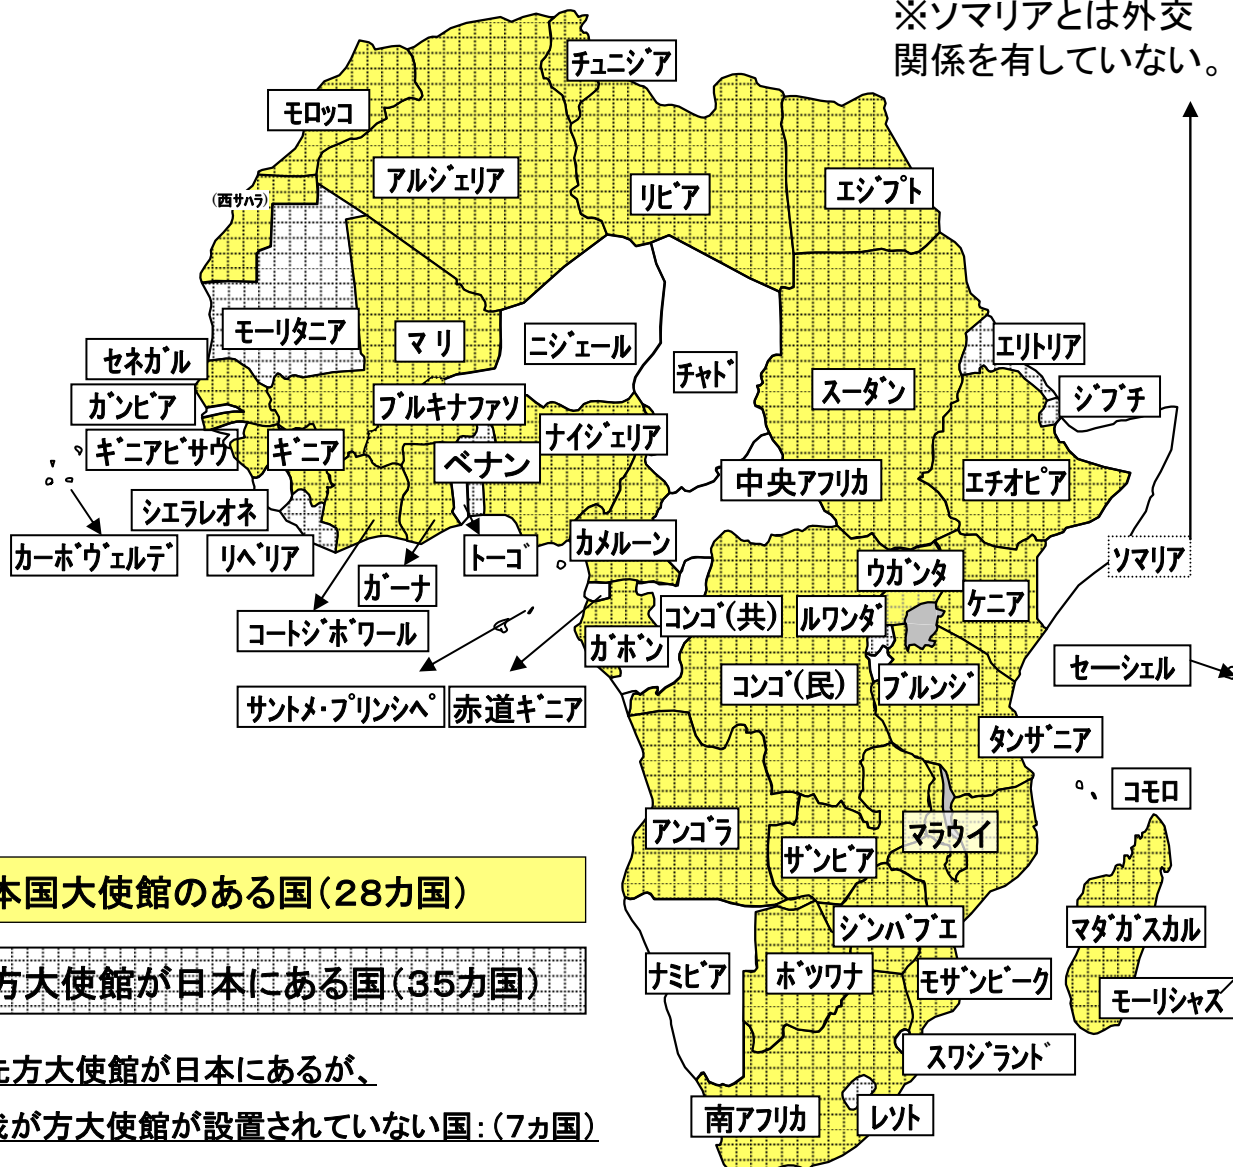 ※ソマリアとは外交
関係を有していない。
チュニジア
モロッコ
アルジェリア
リビア
エジプト
(西サハラ)
モーリタニア
マリ
ニジェール
チャド
スーダン
エリトリア
ジブチ
セネガル
ガンビア
ギニアビサウ
ギニア
ブルキナファソ
ナイジェリア
ベナン
中央アフリカ
エチオピア
シエラレオネ
カーボヴェルデ
リベリア
トーゴ
カメルーン
ソマリア
ガーナ
ウガンタ
ケニア
コートジボワール
コンゴ(共)
ルワンダ
ガボン
セーシェル
サントメ・プリンシペ
赤道ギニア
コンゴ(民)
ブルンジ
タンザニア
コモロ
アンゴラ
ザンビア
マラウイ
本国大使館のある国(28カ国)
ジンバブエ
マダガスカル
方大使館が日本にある国(35カ国)
ナミビア
ボツワナ
モザンビーク
モーリシャズ
先方大使館が日本にあるが、
スワジランド
我が方大使館が設置されていない国:(7ヵ国)
南アフリカ
レソト